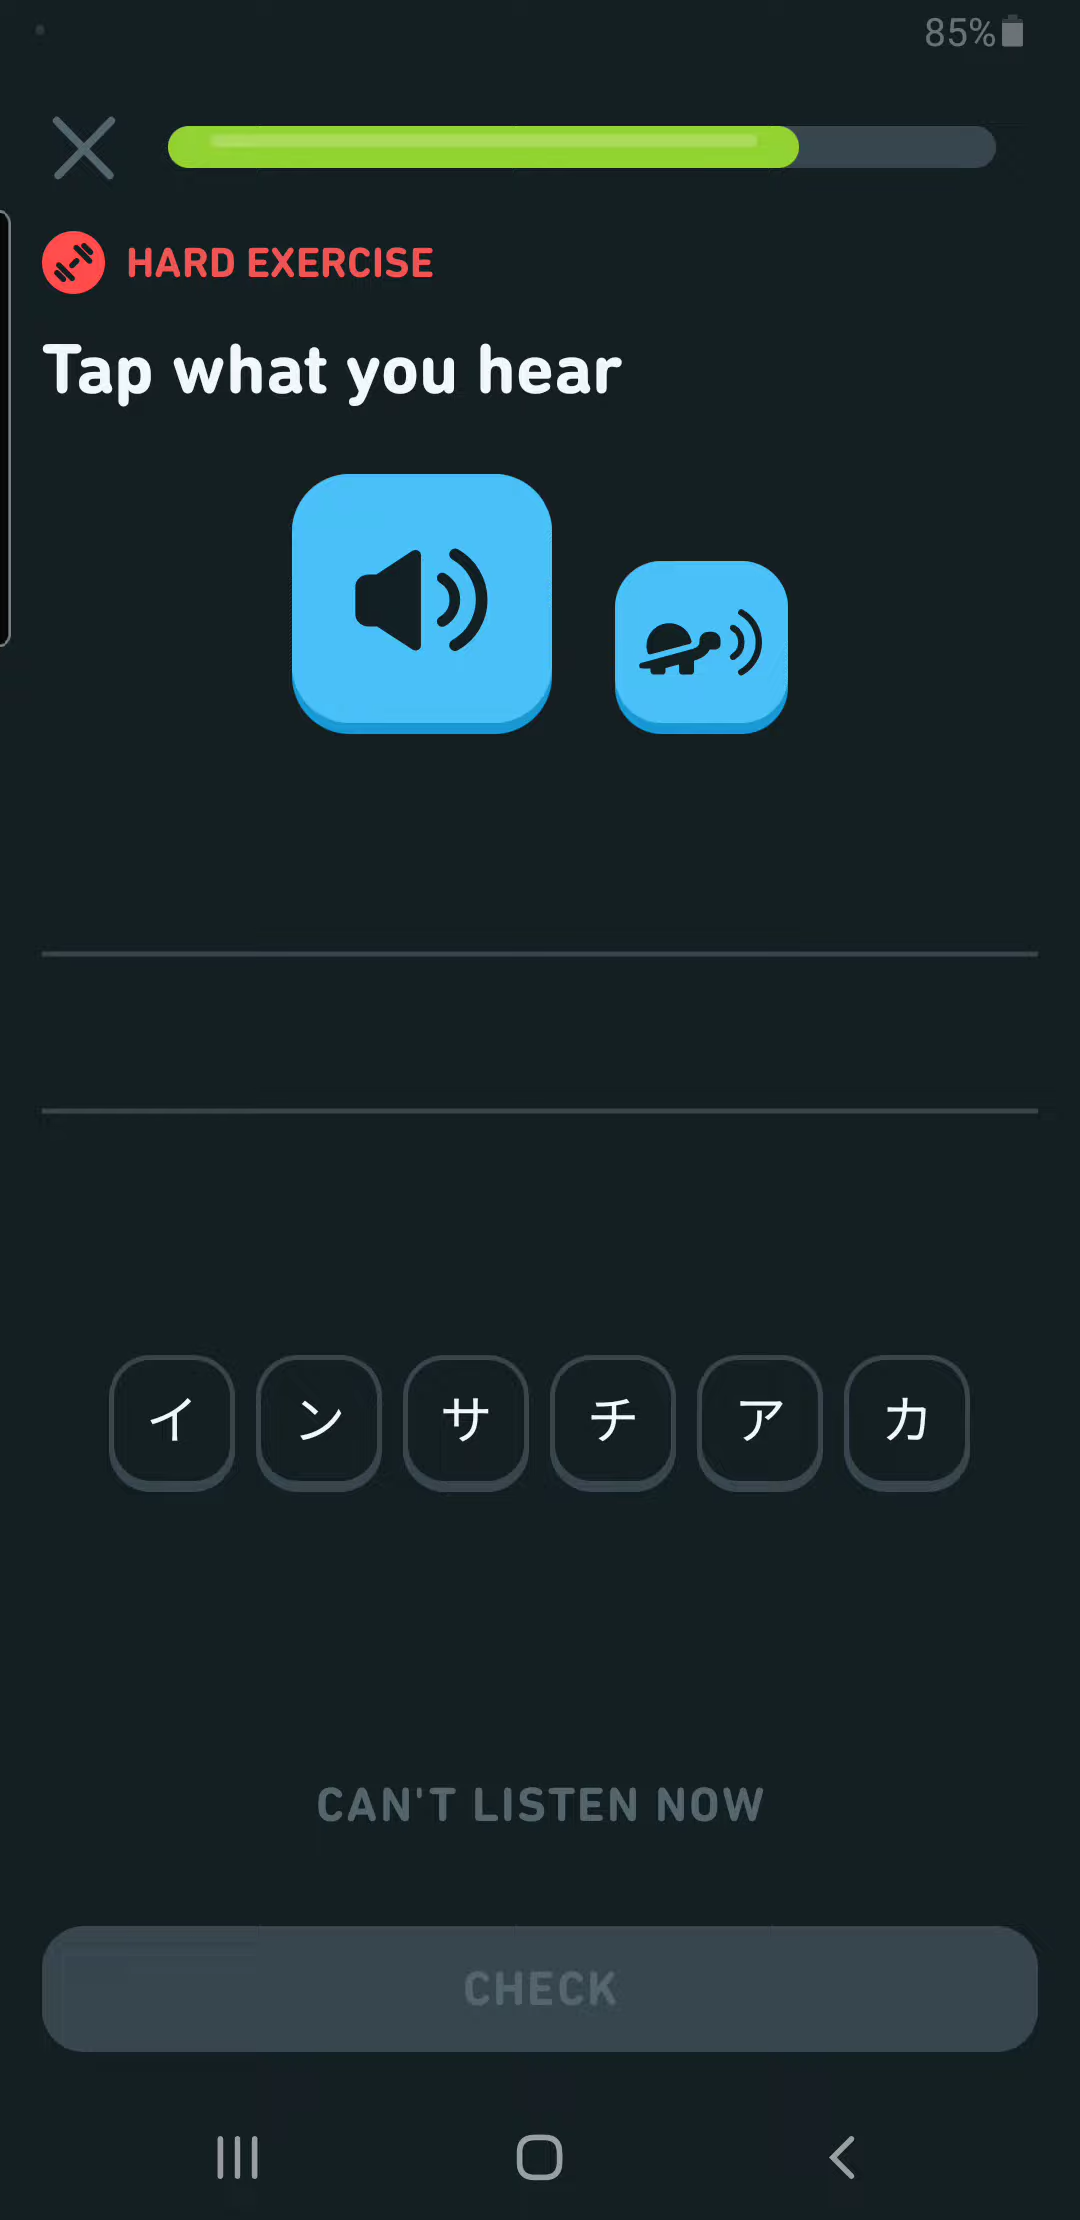 85%
HARD EXERCISE
Tap what you hear
イ ン サ チ ア カ
CAN'T LISTEN NOW
CHECK